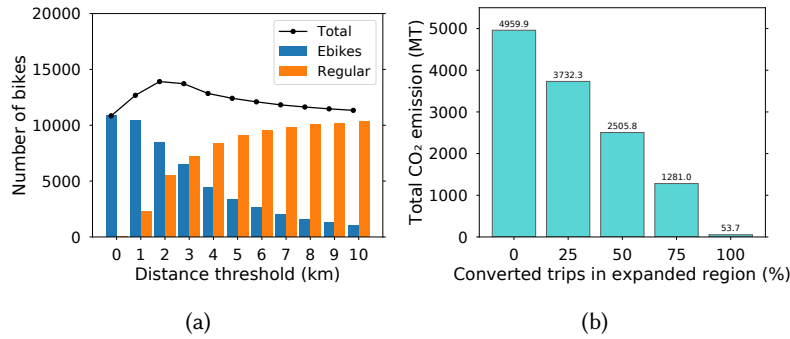 Total
Ebikes
Regular
20000
15000
10000
5000
0
Number of bikes
0 1 2 3 4 5 6 7 8 9 10
Distance threshold (km)
(a)
5000
4000
3000
2000
1000
0
Total CO₂ emission (MT)
4959.9
3732.3
2505.8
1281.0
53.7
0 25 50 75 100
Converted trips in expanded region (%)
(b)